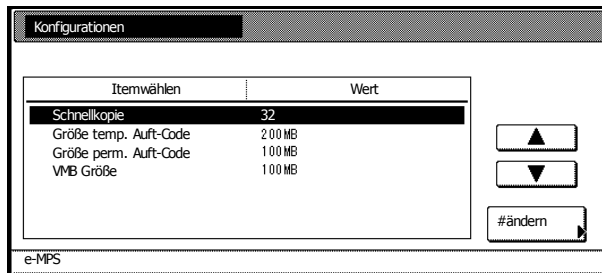 Konfigurationen
Itemwählen Wert
Schnellkopie 32
Größe temp. Auft-Code 200MB
Größe perm. Auft-Code 100MB
VMB Größe 100MB
#ändern
e-MPS